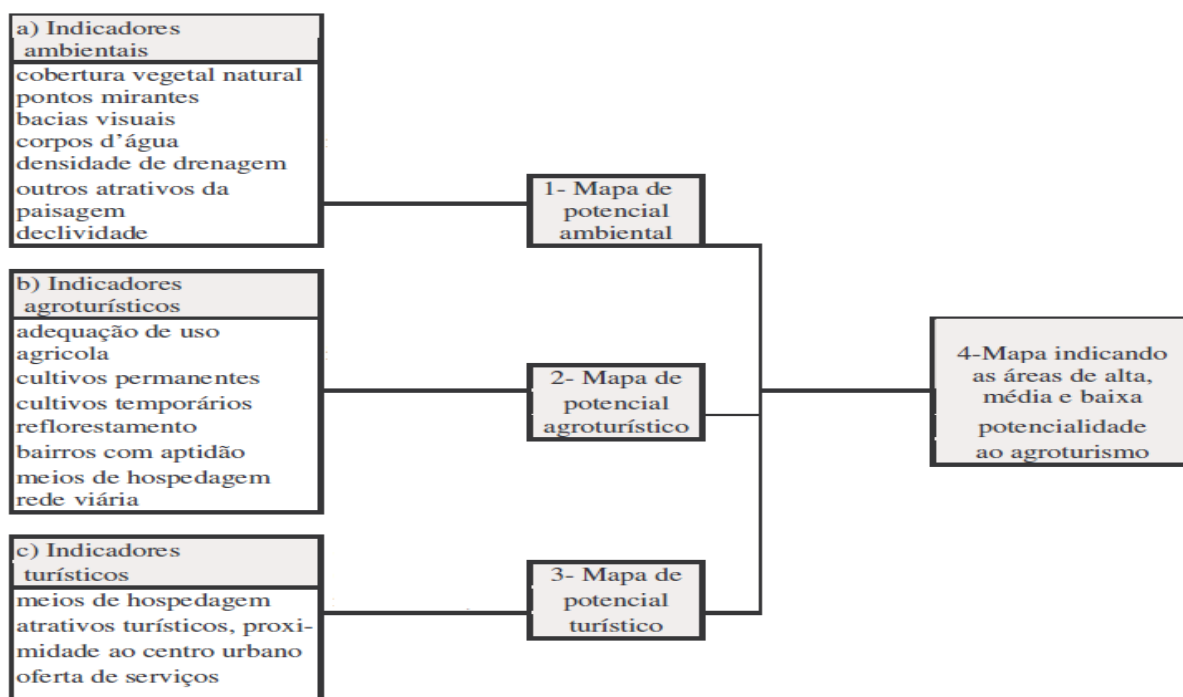 a) Indicadores
ambientais
cobertura vegetal natural
pontos mirantes
bacias visuais
corpos d’água
densidade de drenagem
outros atrativos da
paisagem
declividade
b) Indicadores
agroturísticos
adequação de uso
agricola
cultivos permanentes
cultivos temporários
reflorestamento
bairros com aptidão
meios de hospedagem
rede viária
c) Indicadores
turísticos
meios de hospedagem
atrativos turísticos, proxi-
midade ao centro urbano
oferta de serviços
1- Mapa de
potencial
ambiental
2- Mapa de
potencial
agroturístico
3- Mapa de
potencial
turístico
4-Mapa indicando
as áreas de alta,
média e baixa
potencialidade
ao agroturismo